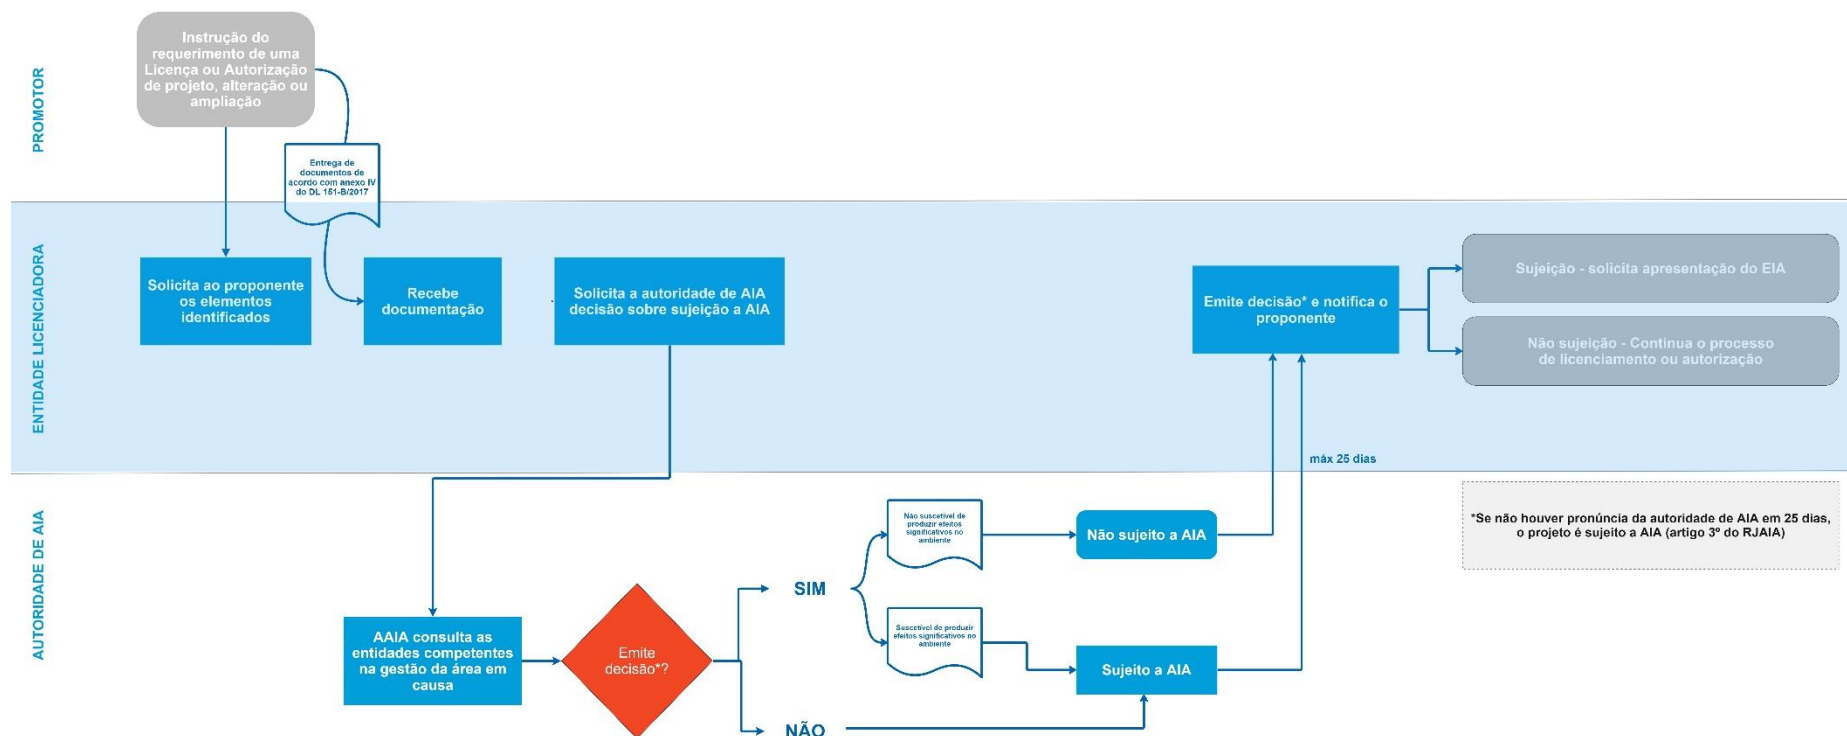 PROMOTOR
Instrução do
requerimento de uma
Licença ou Autorização
de projeto, alteração ou
ampliação
Entrega de
documentos de
acordo com anexo IV
do DL 151-B/2017
ENTIDADE LICENCIADORA
Solicita ao proponente
os elementos
identificados
Recebe
documentação
Solicita a autoridade de AIA
decisão sobre sujeição a AIA
Emite decisão* e notifica o
proponente
Sujeição - solicita apresentação do EIA
Não sujeição - Continua o processo
de licenciamento ou autorização
máx 25 dias
AUTORIDADE DE AIA
AAIA consulta as
entidades competentes
na gestão da área em
causa
Emite
decisão*?
SIM
NÃO
Não suscetível de
produzir efeitos
significativos no
ambiente
Suscetível de produzir
efeitos significativos no
ambiente
Não sujeito a AIA
Sujeito a AIA
*Se não houver pronúncia da autoridade de AIA em 25 dias,
o projeto é sujeito a AIA (artigo 3º do RJAIA)